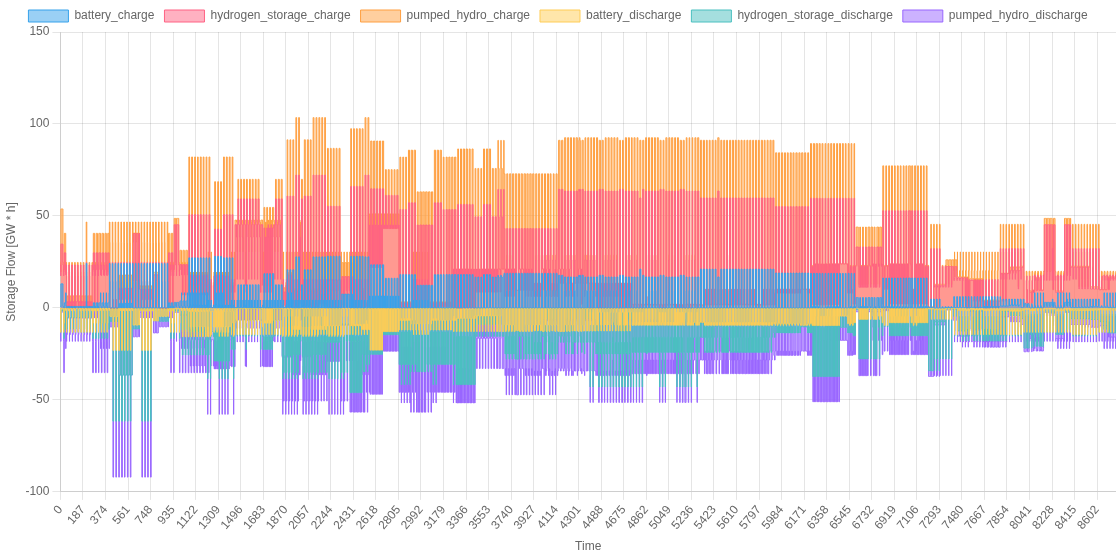 battery_charge hydrogen_storage_charge pumped_hydro_charge battery_discharge hydrogen_storage_discharge pumped_hydro_discharge
150
100
50
0
-50
-100
Storage Flow [GW * h]
0 187 374 561 748 935 1122 1309 1496 1683 1870 2057 2244 2431 2618 2805 2992 3179 3366 3553 3740 3927 4114 4301 4488 4675 4862 5049 5236 5423 5610 5797 5984 6171 6358 6545 6732 6919 7106 7293 7480 7667 7854 8041 8228 8415 8602
Time